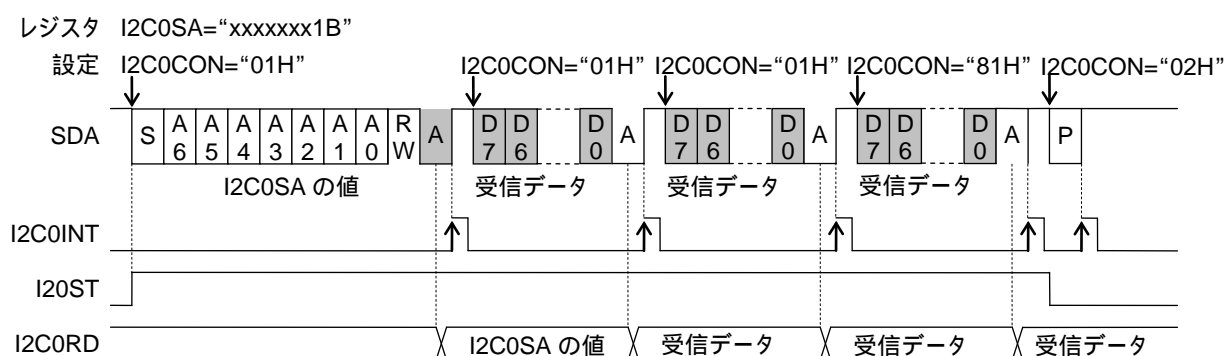 レジスタ I2C0SA=“xxxxxxx1B”
設定 I2C0CON=“01H” I2C0CON=“01H” I2C0CON=“01H” I2C0CON=“81H” I2C0CON=“02H”
SDA S A6 A5 A4 A3 A2 A1 A0 RW A D7 D6 D0 A D7 D6 D0 A D7 D6 D0 A P
I2C0SA の値 受信データ 受信データ 受信データ
I2C0INT
I20ST
I2C0RD I2C0SA の値 受信データ 受信データ 受信データ